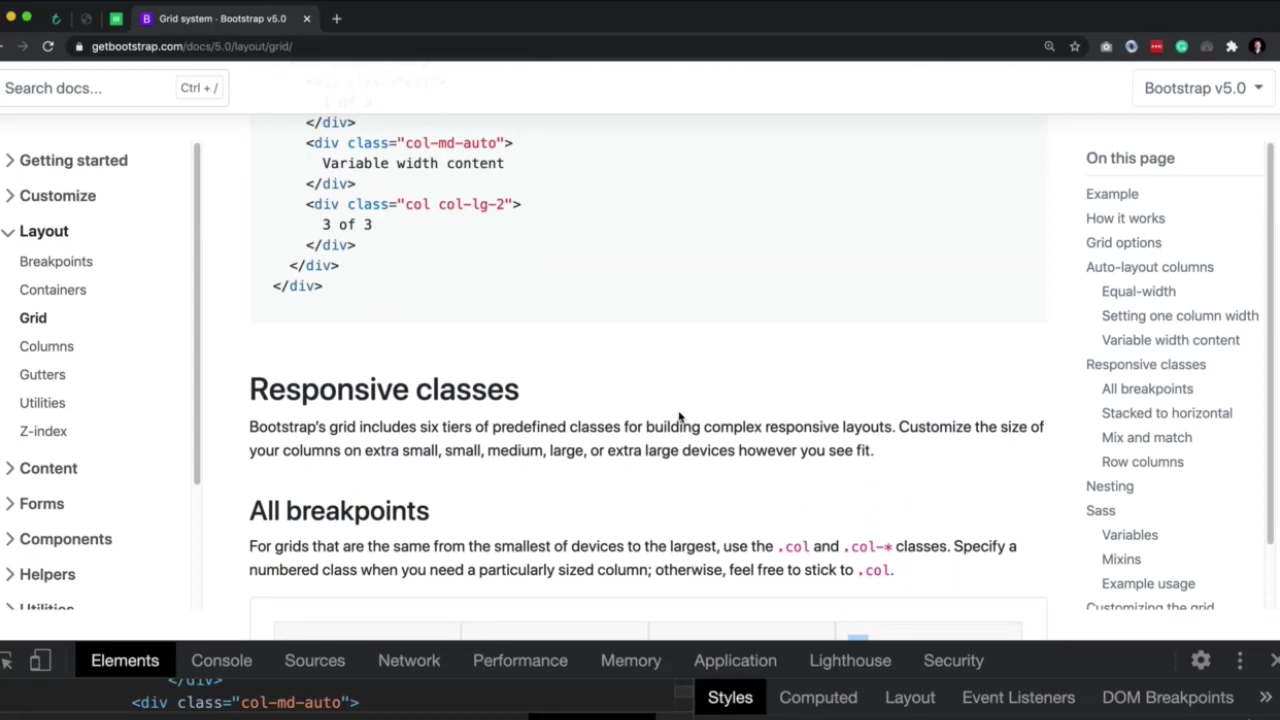 Grid system · Bootstrap v5.0
getbootstrap.com/docs/5.0/layout/grid/
Search docs...
Ctrl + /
Bootstrap v5.0
Getting started
Customize
Layout
Breakpoints
Containers
Grid
Columns
Gutters
Utilities
Z-index
Content
Forms
Components
Helpers
Utilities
1 of 3
</div>
<div class="col-md-auto">
Variable width content
</div>
<div class="col col-lg-2">
3 of 3
</div>
</div>
</div>
Responsive classes
Bootstrap's grid includes six tiers of predefined classes for building complex responsive layouts. Customize the size of
your columns on extra small, small, medium, large, or extra large devices however you see fit.
All breakpoints
For grids that are the same from the smallest of devices to the largest, use the .col and .col-* classes. Specify a
numbered class when you need a particularly sized column; otherwise, feel free to stick to .col.
On this page
Example
How it works
Grid options
Auto-layout columns
Equal-width
Setting one column width
Variable width content
Responsive classes
All breakpoints
Stacked to horizontal
Mix and match
Row columns
Nesting
Sass
Variables
Mixins
Example usage
Customizing the grid
Elements
Console
Sources
Network
Performance
Memory
Application
Lighthouse
Security
</div>
<div class="col-md-auto">
Styles
Computed
Layout
Event Listeners
DOM Breakpoints